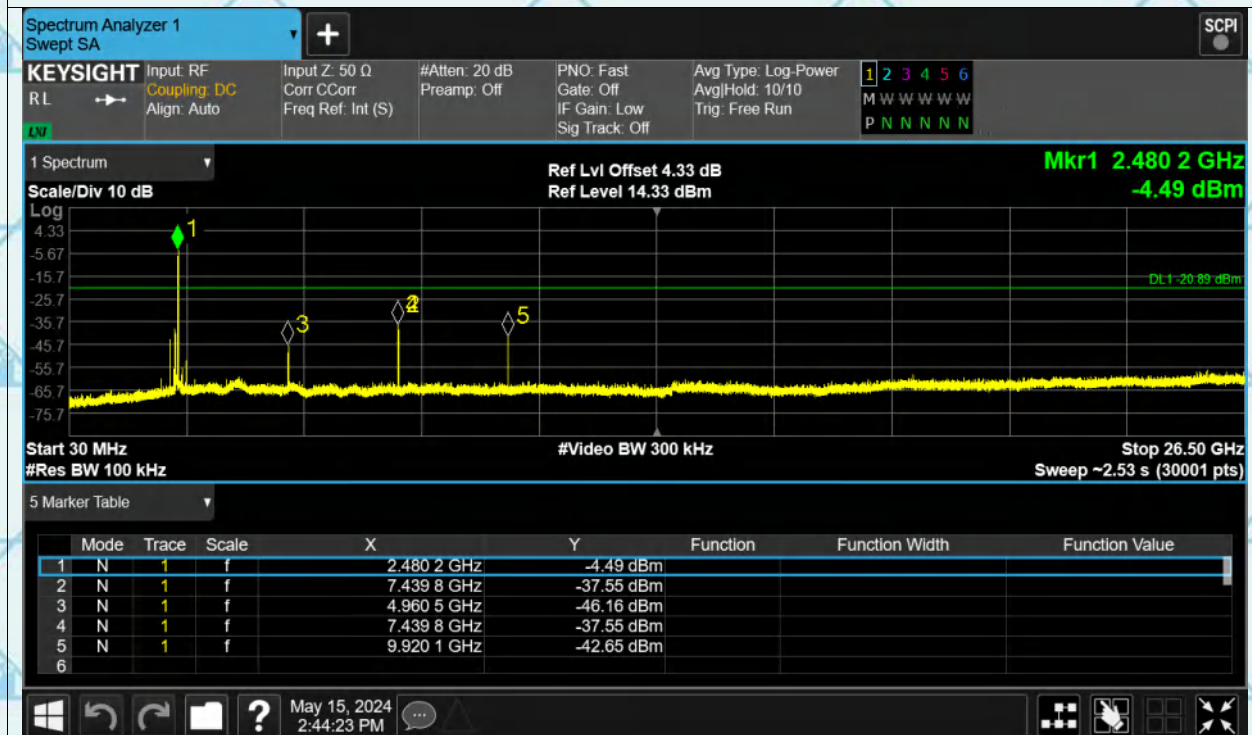 Spectrum Analyzer 1
Swept SA
+
SCPI
KEYSIGHT Input: RF Input Z: 50 Ω #Atten: 20 dB PNO: Fast Avg Type: Log-Power 1 2 3 4 5 6
RL Coupling: DC Corr CCorr Preamp: Off Gate: Off Avg|Hold: 10/10 M W W W W W
Align: Auto Freq Ref: Int (S) IF Gain: Low Trig: Free Run P N N N N N
LXI Sig Track: Off
1 Spectrum
Ref Lvl Offset 4.33 dB Mkr1 2.480 2 GHz
Scale/Div 10 dB Ref Level 14.33 dBm -4.49 dBm
Log
4.33
-5.67
-15.7
-25.7
-35.7
-45.7
-55.7
-65.7
-75.7
1
3
5
DL1 -20.89 dBm
Start 30 MHz #Video BW 300 kHz Stop 26.50 GHz
#Res BW 100 kHz Sweep ~2.53 s (30001 pts)
5 Marker Table
Mode Trace Scale X Y Function Function Width Function Value
1 N 1 f 2.480 2 GHz -4.49 dBm
2 N 1 f 7.439 8 GHz -37.55 dBm
3 N 1 f 4.960 5 GHz -46.16 dBm
4 N 1 f 7.439 8 GHz -37.55 dBm
5 N 1 f 9.920 1 GHz -42.65 dBm
6
? May 15, 2024
2:44:23 PM